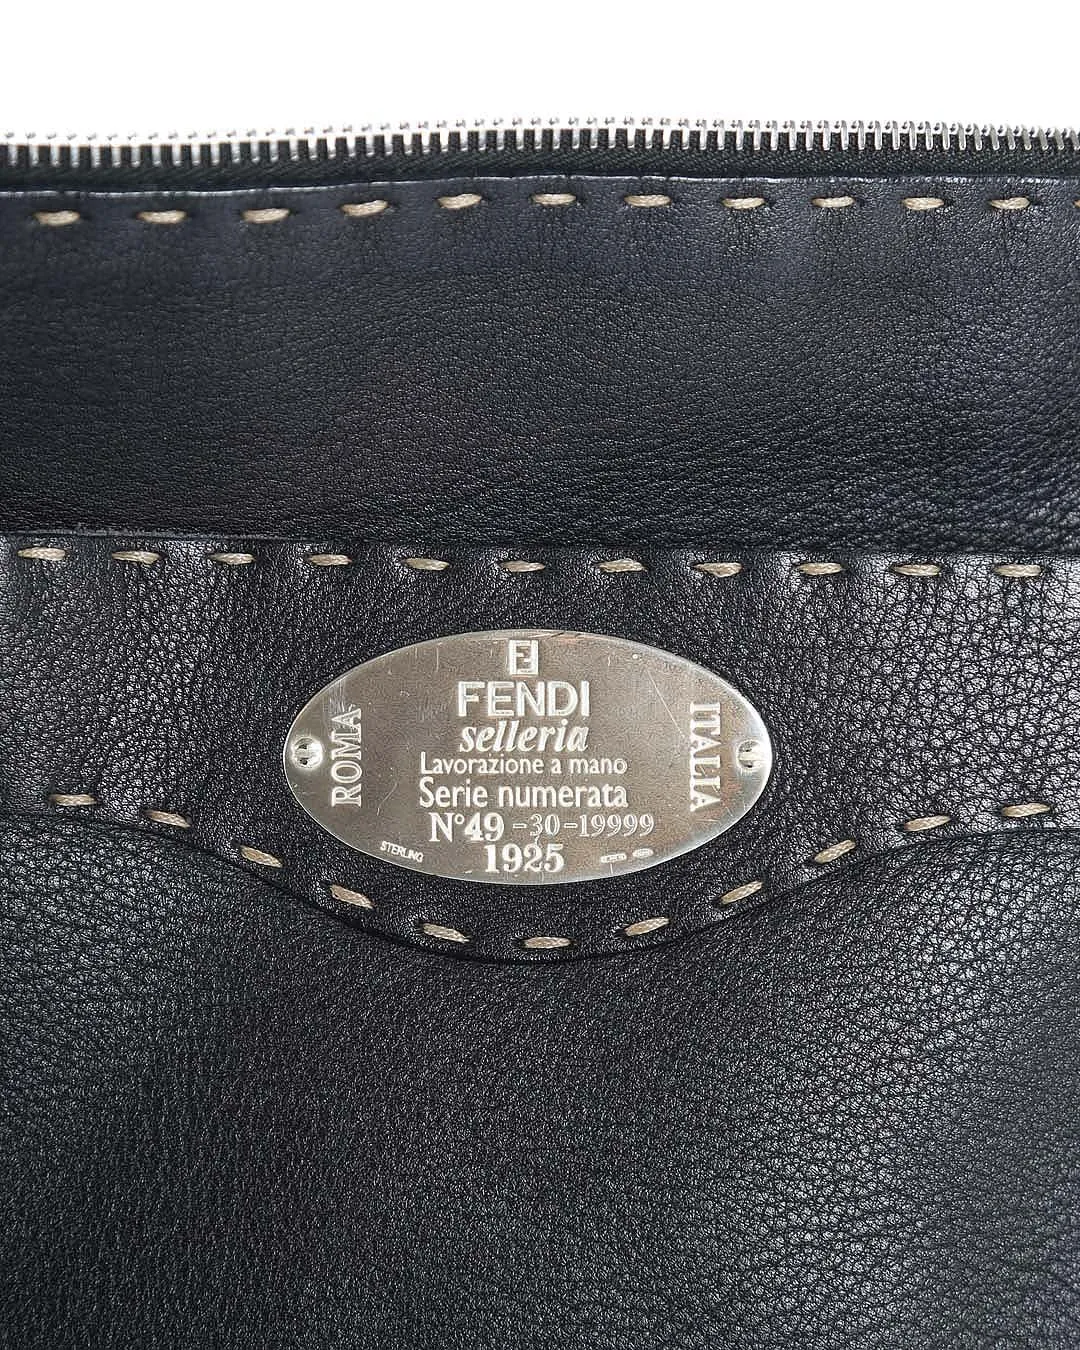 FENDI
selleria
Lavorazione a mano
Serie numerata
N°49 -30-19999
1925
ROMA
ITALIA
STERLING